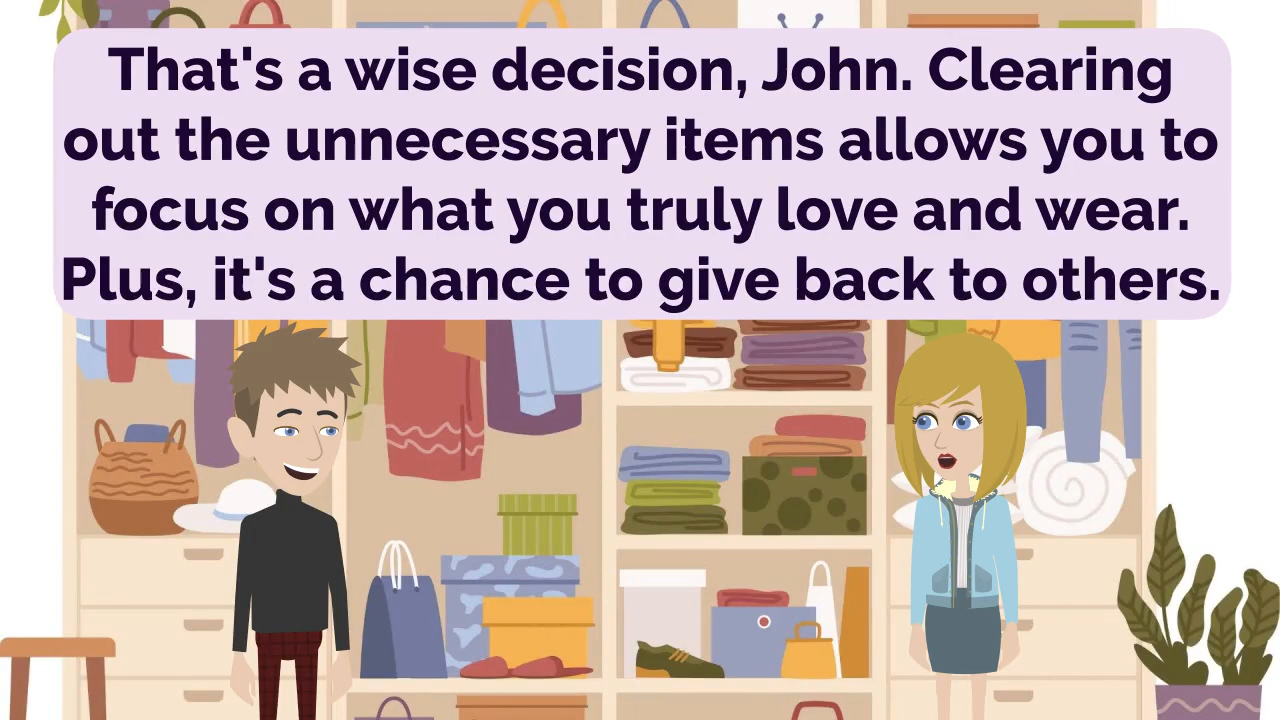 That's a wise decision, John. Clearing
out the unnecessary items allows you to
focus on what you truly love and wear.
Plus, it's a chance to give back to others.